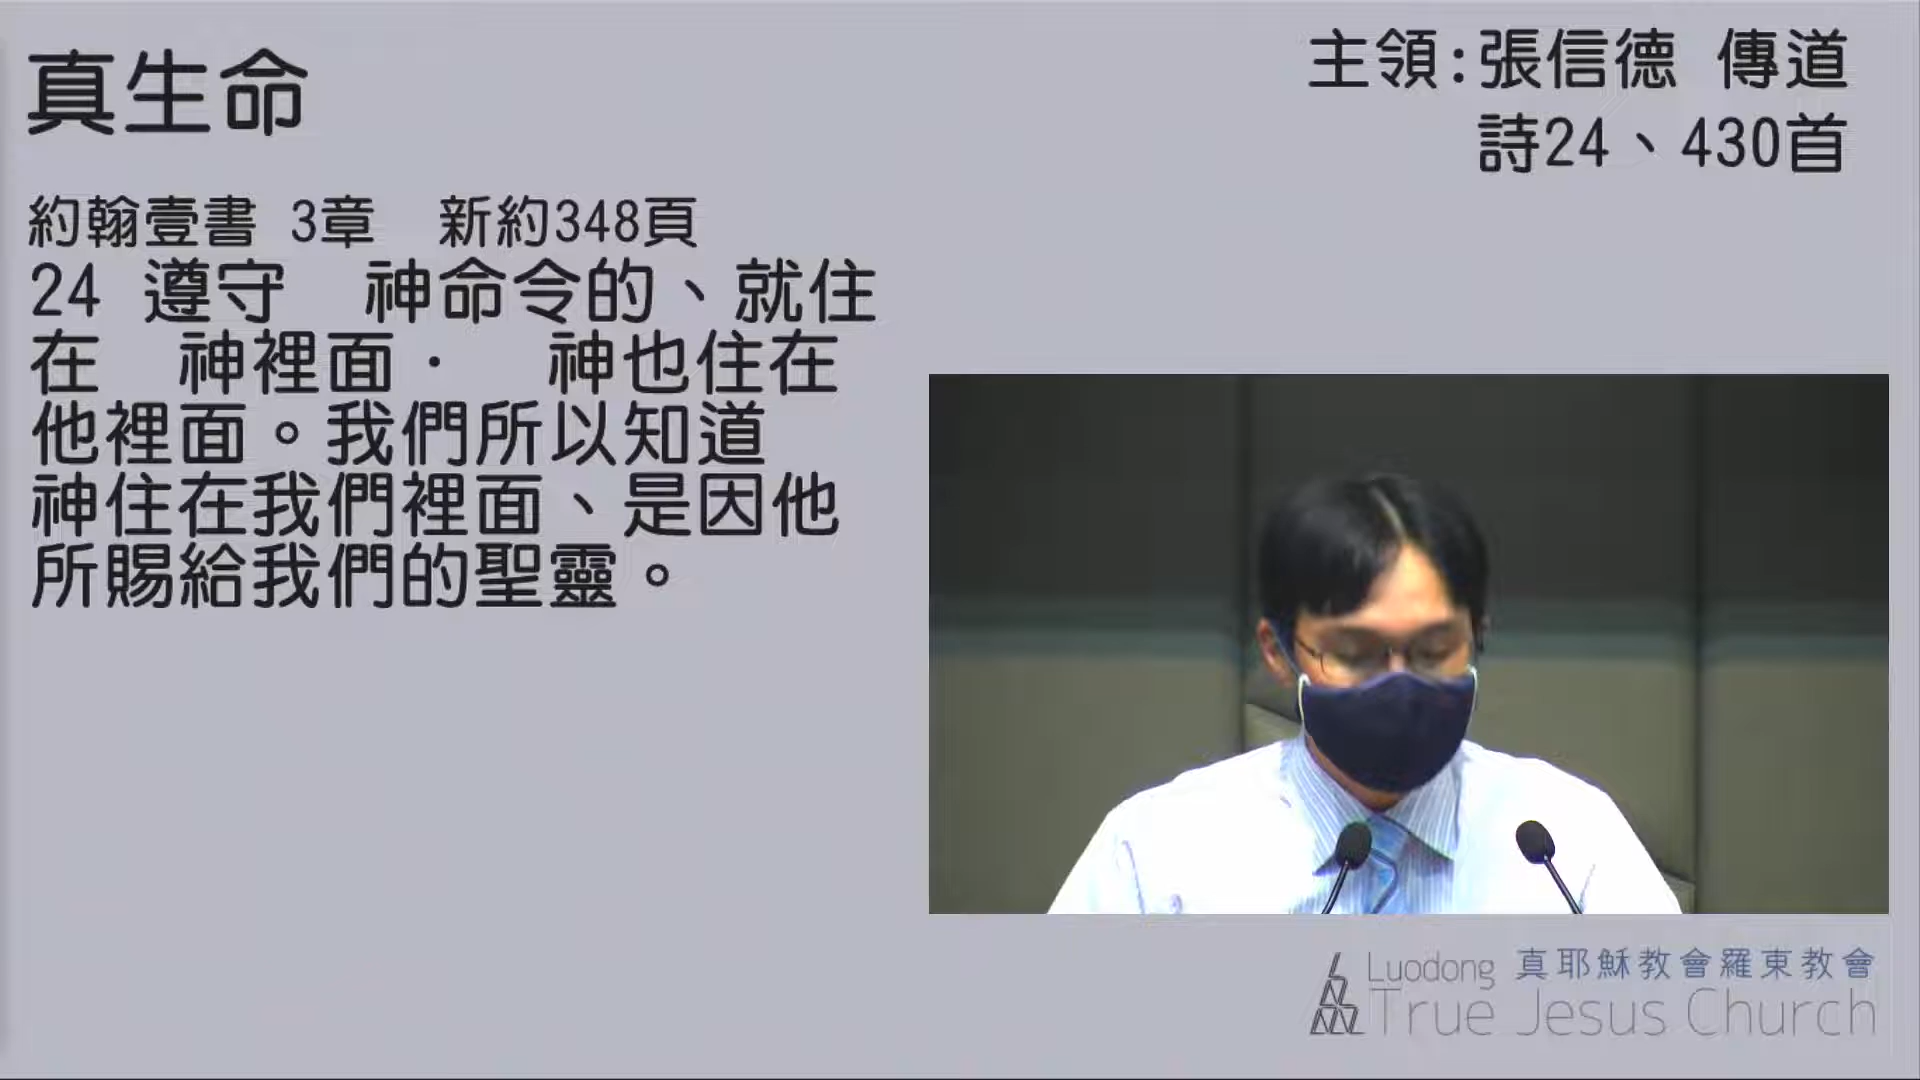 真生命
主領:張信德 傳道
詩24、430首
約翰壹書 3章　新約348頁
24 遵守　神命令的、就住
在　神裡面．　神也住在
他裡面。我們所以知道
神住在我們裡面、是因他
所賜給我們的聖靈。
Luodong 真耶穌教會羅東教會
True Jesus Church